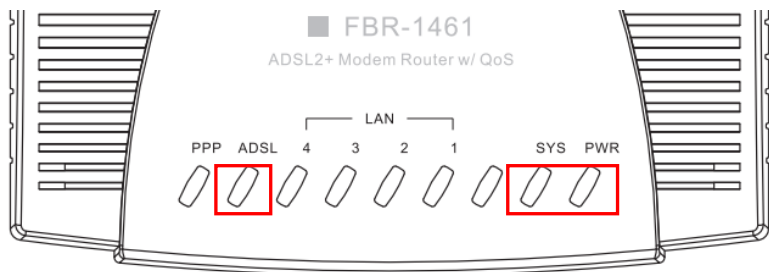 FBR-1461
ADSL2+ Modem Router w/ QoS
LAN
PPP ADSL 4 3 2 1 SYS PWR